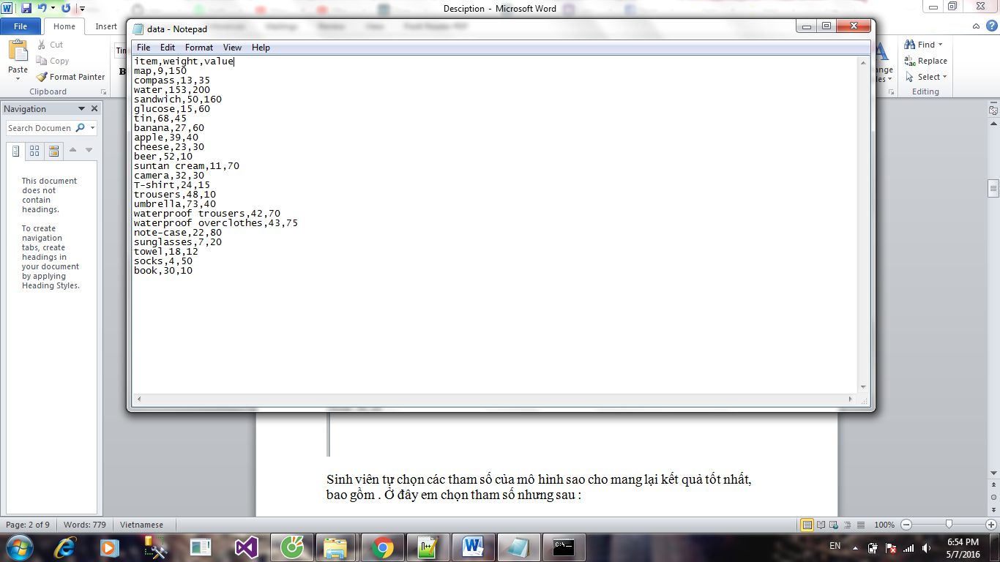 Desciption - Microsoft Word
File
Home
Insert
Paste
Cut
Copy
Format Painter
Clipboard
Tim
B
Find
Replace
Select
Editing
Navigation
Search Documen
This document
does not
contain
headings.
To create
navigation
tabs, create
headings in
your document
by applying
Heading Styles.
data - Notepad
File Edit Format View Help
item,weight,value
map,9,150
compass,13,35
water,153,200
sandwich,50,160
glucose,15,60
tin,68,45
banana,27,60
apple,39,40
cheese,23,30
beer,52,10
suntan cream,11,70
camera,32,30
T-shirt,24,15
trousers,48,10
umbrella,73,40
waterproof trousers,42,70
waterproof overclothes,43,75
note-case,22,80
sunglasses,7,20
towel,18,12
socks,4,50
book,30,10
Sinh viên tự chọn các tham số của mô hình sao cho mang lại kết quả tốt nhất,
bao gồm . Ở đây em chọn tham số nhưng sau :
Page: 2 of 9 Words: 779 Vietnamese
100%
EN
6:54 PM
5/7/2016